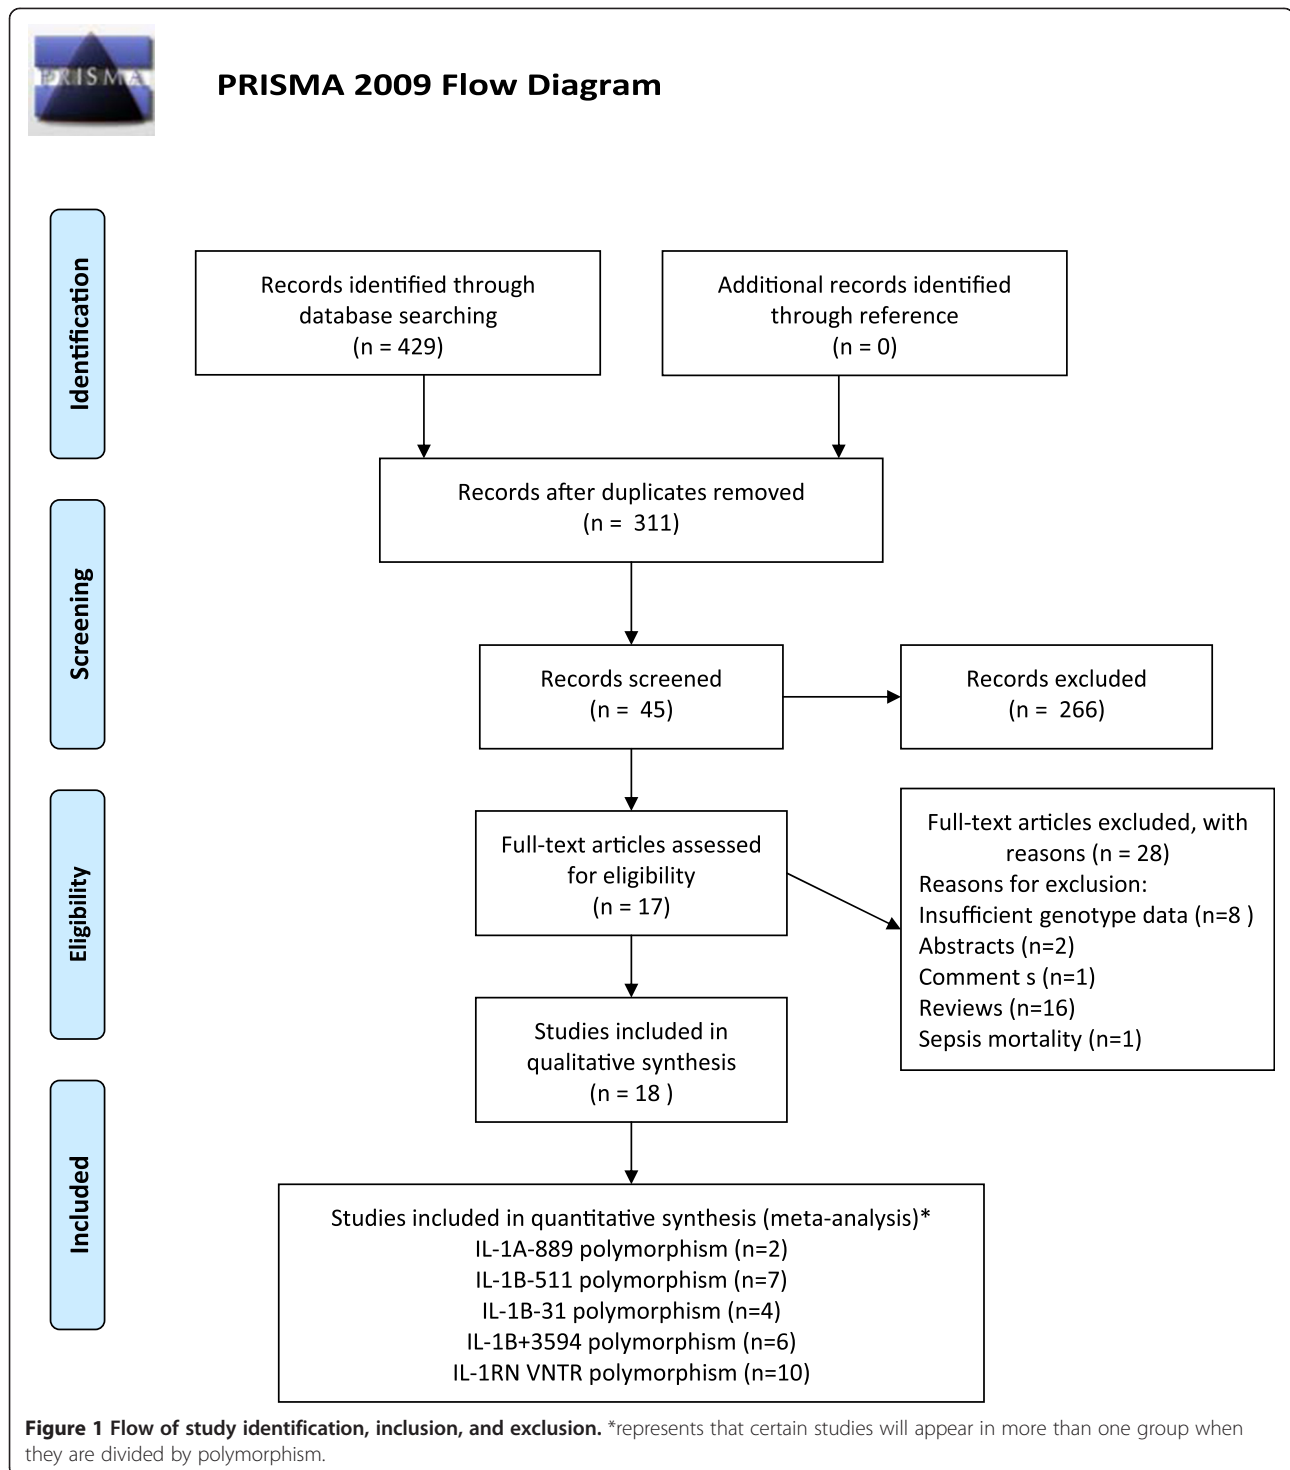 PRISMA
PRISMA 2009 Flow Diagram
Identification
Records identified through
database searching
(n = 429)
Additional records identified
through reference
(n = 0)
Records after duplicates removed
(n = 311)
Screening
Records screened
(n = 45)
Records excluded
(n = 266)
Eligibility
Full-text articles assessed
for eligibility
(n = 17)
Full-text articles excluded, with
reasons (n = 28)
Reasons for exclusion:
Insufficient genotype data (n=8 )
Abstracts (n=2)
Comment s (n=1)
Reviews (n=16)
Sepsis mortality (n=1)
Studies included in
qualitative synthesis
(n = 18 )
Included
Studies included in quantitative synthesis (meta-analysis)*
IL-1A-889 polymorphism (n=2)
IL-1B-511 polymorphism (n=7)
IL-1B-31 polymorphism (n=4)
IL-1B+3594 polymorphism (n=6)
IL-1RN VNTR polymorphism (n=10)
Figure 1 Flow of study identification, inclusion, and exclusion. *represents that certain studies will appear in more than one group when
they are divided by polymorphism.